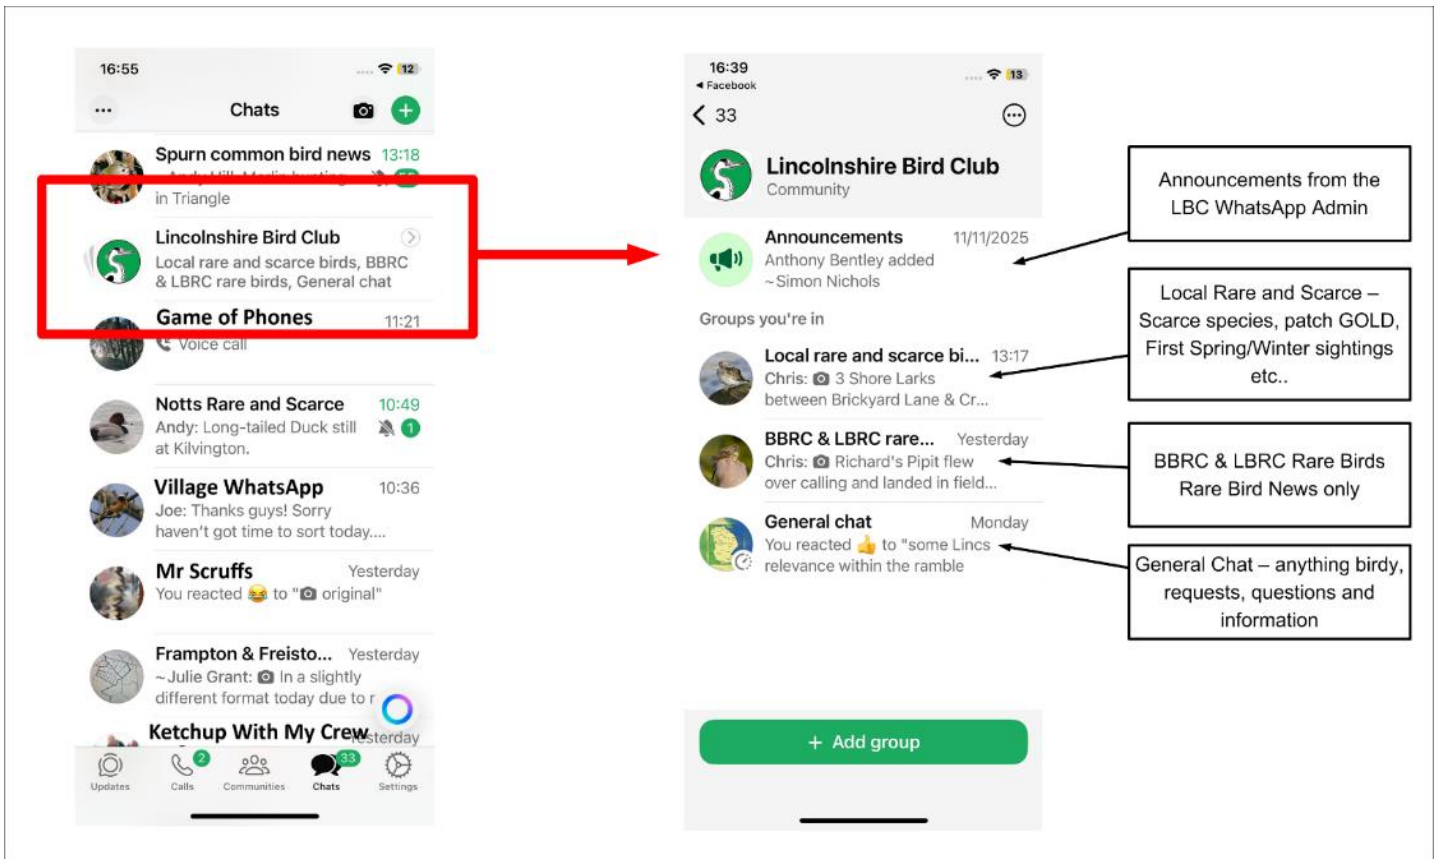 16:55
12
Chats
Spurn common bird news 13:18
in Triangle
Lincolnshire Bird Club
Local rare and scarce birds, BBRC
& LBRC rare birds, General chat
Game of Phones 11:21
Voice call
Notts Rare and Scarce 10:49
Andy: Long-tailed Duck still 1
at Kilvington.
Village WhatsApp 10:36
Joe: Thanks guys! Sorry
haven't got time to sort today....
Mr Scruffs Yesterday
You reacted 😂 to "📷 original"
Frampton & Freisto... Yesterday
~Julie Grant: 📷 In a slightly
different format today due to r
Ketchup With My Crew
2
33
Updates Calls Communities Chats Settings
16:39
13
◀ Facebook
33
Lincolnshire Bird Club
Community
Announcements 11/11/2025
Anthony Bentley added
~Simon Nichols
Groups you're in
Local rare and scarce bi... 13:17
Chris: 📷 3 Shore Larks
between Brickyard Lane & Cr...
BBRC & LBRC rare... Yesterday
Chris: 📷 Richard's Pipit flew
over calling and landed in field...
General chat Monday
You reacted 👍 to "some Lincs
relevance within the ramble
+ Add group
Announcements from the
LBC WhatsApp Admin
Local Rare and Scarce –
Scarce species, patch GOLD,
First Spring/Winter sightings
etc..
BBRC & LBRC Rare Birds
Rare Bird News only
General Chat – anything birdy,
requests, questions and
information